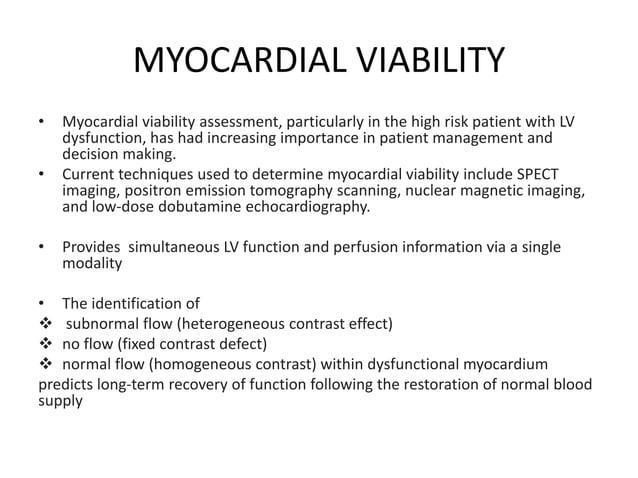 MYOCARDIAL VIABILITY
• Myocardial viability assessment, particularly in the high risk patient with LV
dysfunction, has had increasing importance in patient management and
decision making.
• Current techniques used to determine myocardial viability include SPECT
imaging, positron emission tomography scanning, nuclear magnetic imaging,
and low-dose dobutamine echocardiography.
• Provides simultaneous LV function and perfusion information via a single
modality
• The identification of
❖ subnormal flow (heterogeneous contrast effect)
❖ no flow (fixed contrast defect)
❖ normal flow (homogeneous contrast) within dysfunctional myocardium
predicts long-term recovery of function following the restoration of normal blood
supply